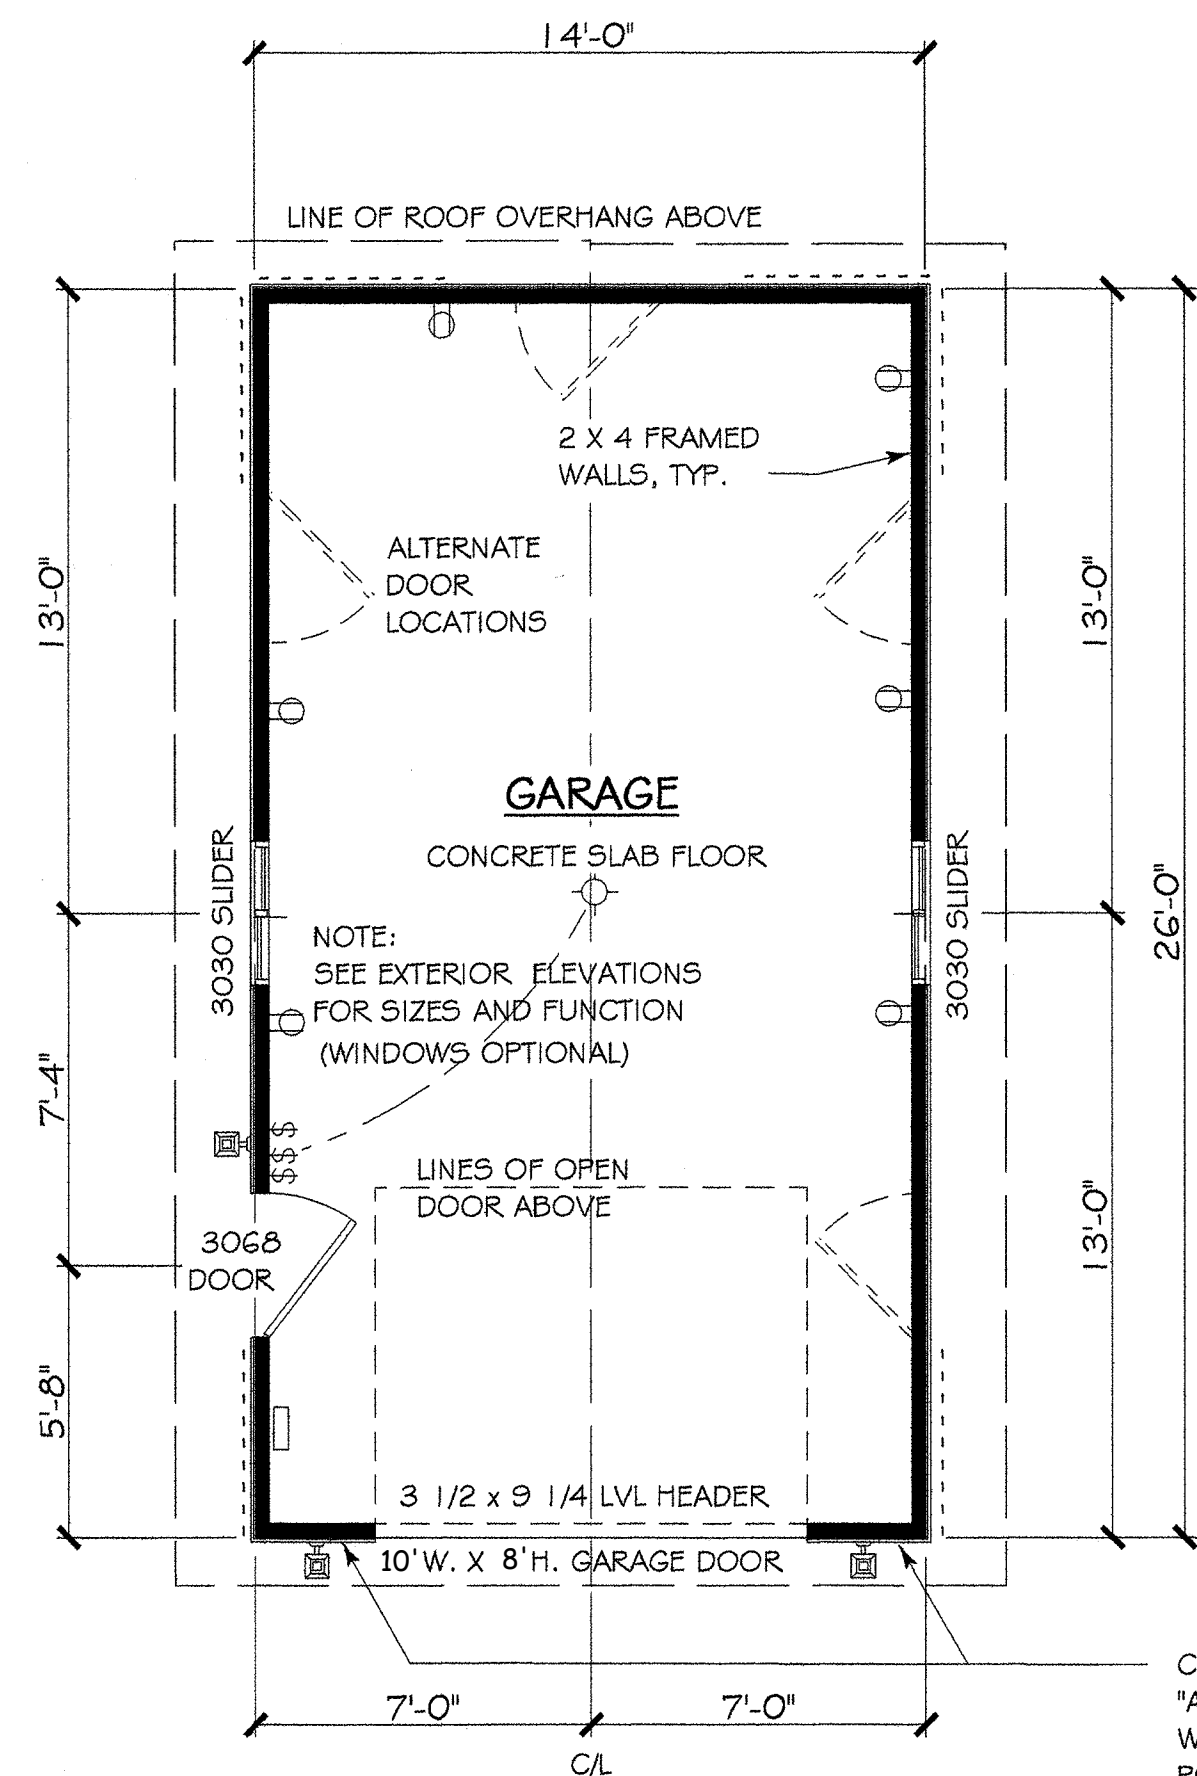 14'-0"
LINE OF ROOF OVERHANG ABOVE
2 X 4 FRAMED
WALLS, TYP.
ALTERNATE
DOOR
LOCATIONS
13'-0"
13'-0"
GARAGE
CONCRETE SLAB FLOOR
3030 SLIDER
3030 SLIDER
26'-0"
NOTE:
SEE EXTERIOR ELEVATIONS
FOR SIZES AND FUNCTION
(WINDOWS OPTIONAL)
7'-4"
$
$
$
LINES OF OPEN
DOOR ABOVE
3068
DOOR
13'-0"
5'-8"
3 1/2 x 9 1/4 LVL HEADER
10'W. X 8'H. GARAGE DOOR
7'-0"
7'-0"
C/L
C
"A
W